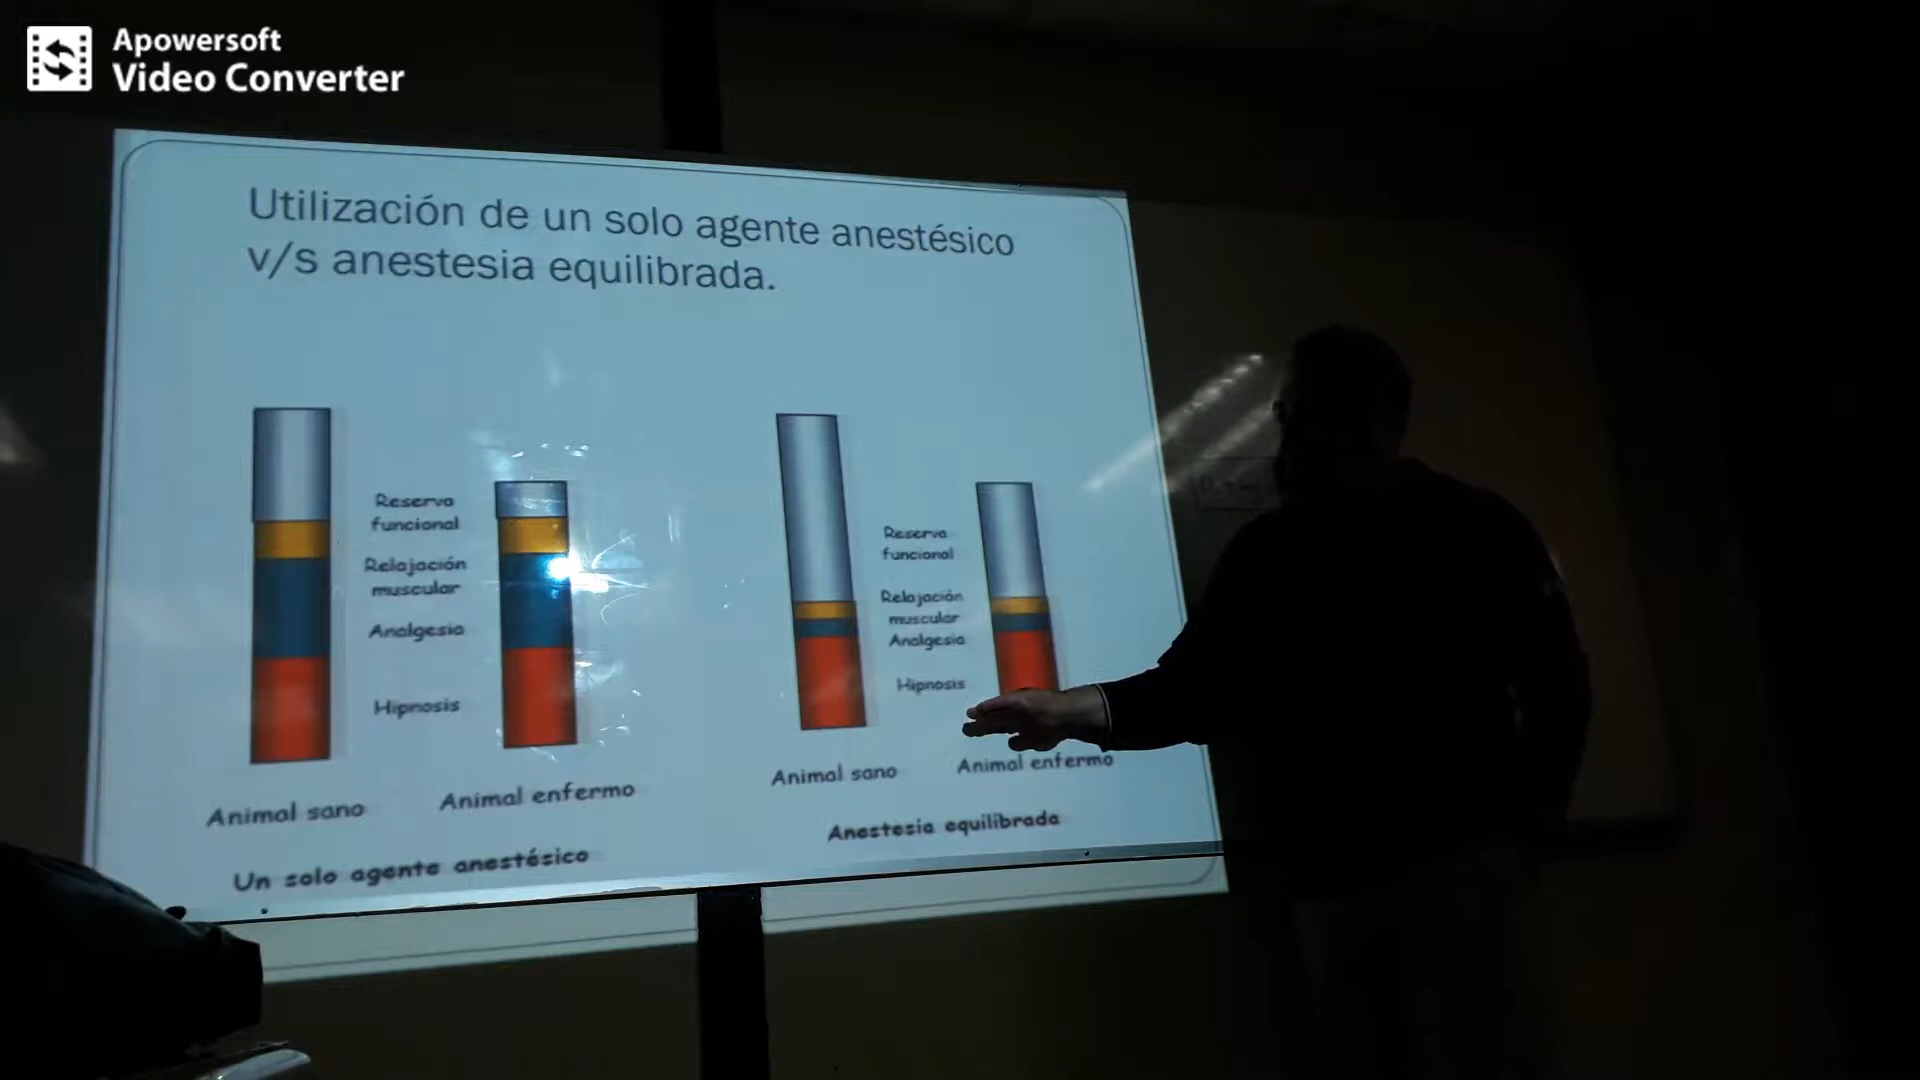 Apowersoft
Video Converter
Utilización de un solo agente anestésico
v/s anestesia equilibrada.
Reserva
funcional
Relajación
muscular
Analgesia
Hipnosis
Animal sano
Animal enfermo
Un solo agente anestésico
Reserva
funcional
Relajación
muscular
Analgesia
Hipnosis
Animal sano
Animal enfermo
Anestesia equilibrada